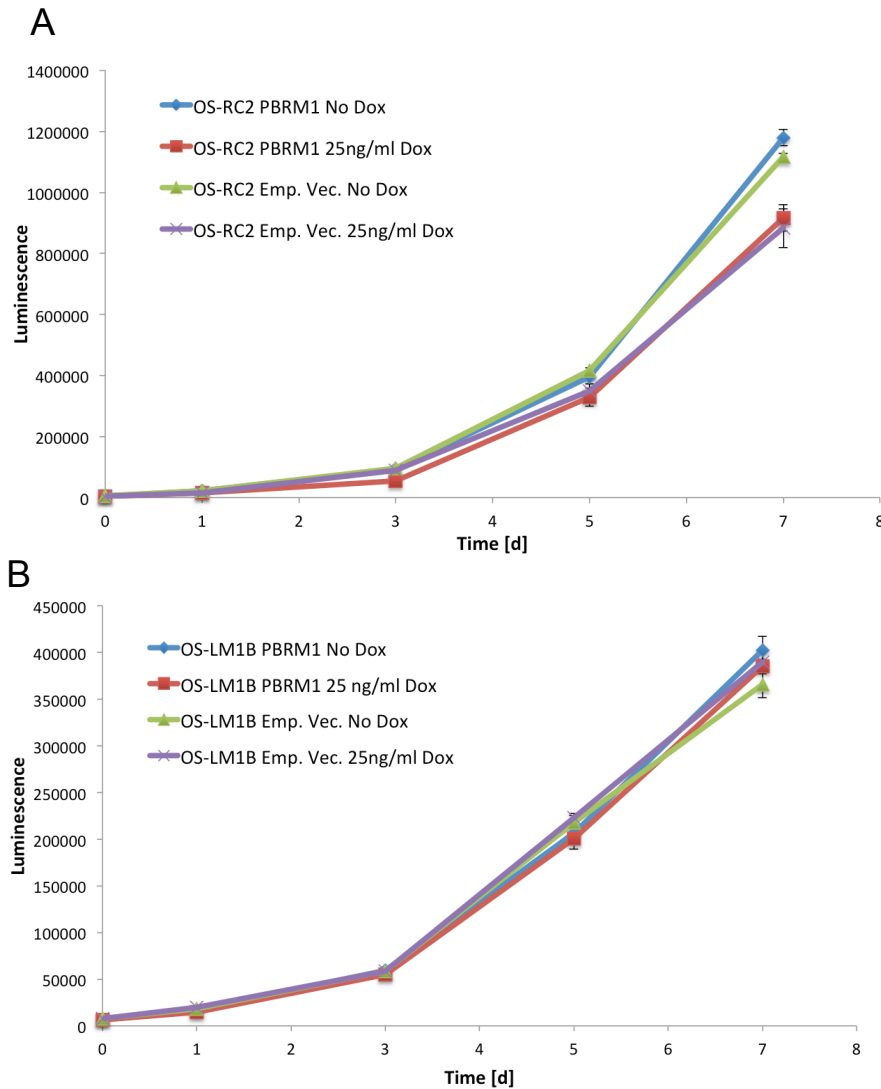 A
1400000
1200000
1000000
800000
600000
400000
200000
0
Luminescence
OS-RC2 PBRM1 No Dox
OS-RC2 PBRM1 25ng/ml Dox
OS-RC2 Emp. Vec. No Dox
OS-RC2 Emp. Vec. 25ng/ml Dox
0 1 2 3 4 5 6 7 8
Time [d]
B
450000
400000
350000
300000
250000
200000
150000
100000
50000
0
Luminescence
OS-LM1B PBRM1 No Dox
OS-LM1B PBRM1 25 ng/ml Dox
OS-LM1B Emp. Vec. No Dox
OS-LM1B Emp. Vec. 25ng/ml Dox
0 1 2 3 4 5 6 7 8
Time [d]